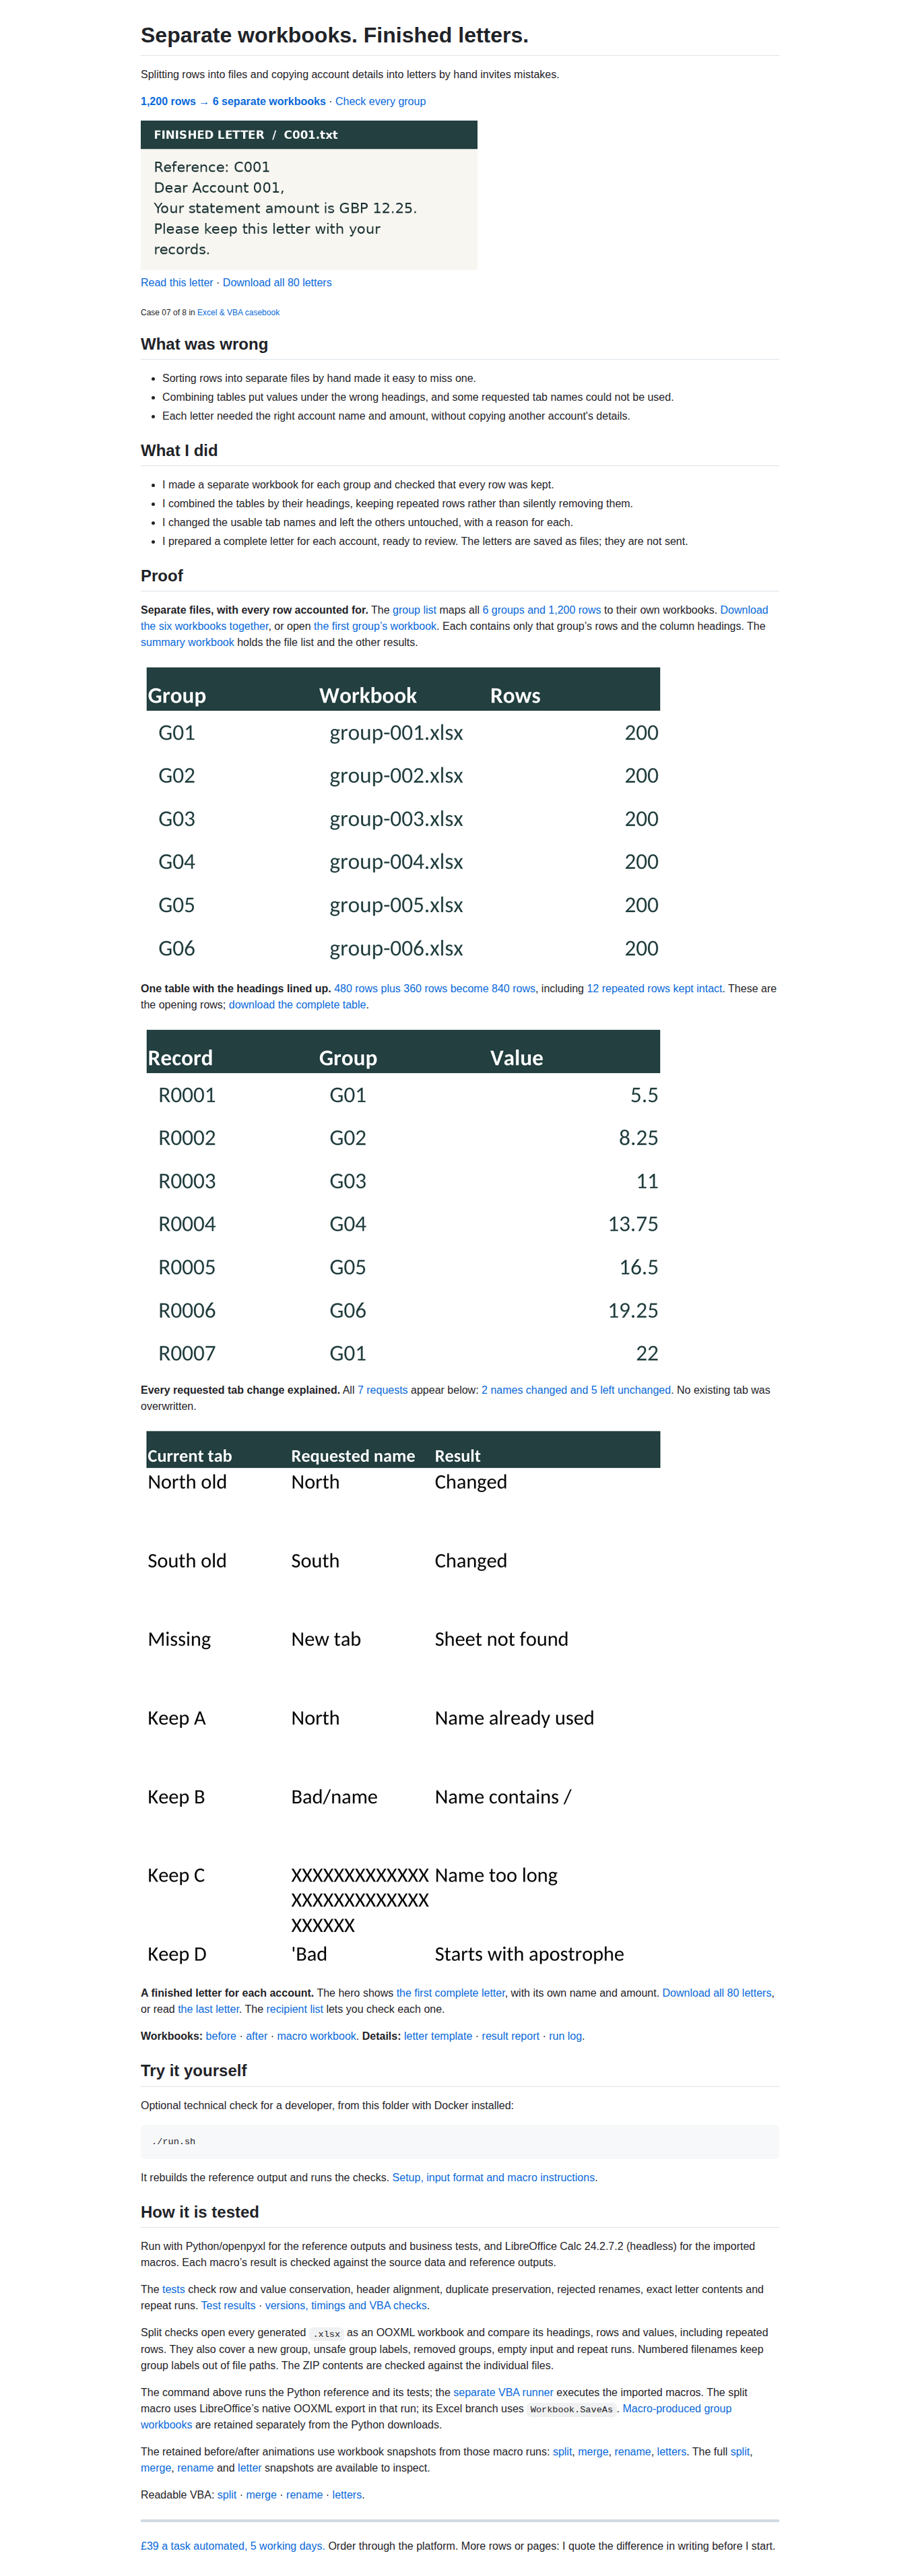 Separate workbooks. Finished letters.
Splitting rows into files and copying account details into letters by hand invites mistakes.
1,200 rows → 6 separate workbooks · Check every group
FINISHED LETTER / C001.txt
Reference: C001
Dear Account 001,
Your statement amount is GBP 12.25.
Please keep this letter with your
records.
Read this letter · Download all 80 letters
Case 07 of 8 in Excel & VBA casebook
What was wrong
• Sorting rows into separate files by hand made it easy to miss one.
• Combining tables put values under the wrong headings, and some requested tab names could not be used.
• Each letter needed the right account name and amount, without copying another account's details.
What I did
• I made a separate workbook for each group and checked that every row was kept.
• I combined the tables by their headings, keeping repeated rows rather than silently removing them.
• I changed the usable tab names and left the others untouched, with a reason for each.
• I prepared a complete letter for each account, ready to review. The letters are saved as files; they are not sent.
Proof
Separate files, with every row accounted for. The group list maps all 6 groups and 1,200 rows to their own workbooks. Download
the six workbooks together, or open the first group’s workbook. Each contains only that group’s rows and the column headings. The
summary workbook holds the file list and the other results.
Group Workbook Rows
G01 group-001.xlsx 200
G02 group-002.xlsx 200
G03 group-003.xlsx 200
G04 group-004.xlsx 200
G05 group-005.xlsx 200
G06 group-006.xlsx 200
One table with the headings lined up. 480 rows plus 360 rows become 840 rows, including 12 repeated rows kept intact. These are
the opening rows; download the complete table.
Record Group Value
R0001 G01 5.5
R0002 G02 8.25
R0003 G03 11
R0004 G04 13.75
R0005 G05 16.5
R0006 G06 19.25
R0007 G01 22
Every requested tab change explained. All 7 requests appear below: 2 names changed and 5 left unchanged. No existing tab was
overwritten.
Current tab Requested name Result
North old North Changed
South old South Changed
Missing New tab Sheet not found
Keep A North Name already used
Keep B Bad/name Name contains /
Keep C XXXXXXXXXXXXX Name too long
XXXXXXXXXXXXX
XXXXXX
Keep D 'Bad Starts with apostrophe
A finished letter for each account. The hero shows the first complete letter, with its own name and amount. Download all 80 letters,
or read the last letter. The recipient list lets you check each one.
Workbooks: before · after · macro workbook. Details: letter template · result report · run log.
Try it yourself
Optional technical check for a developer, from this folder with Docker installed:
./run.sh
It rebuilds the reference output and runs the checks. Setup, input format and macro instructions.
How it is tested
Run with Python/openpyxl for the reference outputs and business tests, and LibreOffice Calc 24.2.7.2 (headless) for the imported
macros. Each macro’s result is checked against the source data and reference outputs.
The tests check row and value conservation, header alignment, duplicate preservation, rejected renames, exact letter contents and
repeat runs. Test results · versions, timings and VBA checks.
Split checks open every generated .xlsx as an OOXML workbook and compare its headings, rows and values, including repeated
rows. They also cover a new group, unsafe group labels, removed groups, empty input and repeat runs. Numbered filenames keep
group labels out of file paths. The ZIP contents are checked against the individual files.
The command above runs the Python reference and its tests; the separate VBA runner executes the imported macros. The split
macro uses LibreOffice’s native OOXML export in that run; its Excel branch uses Workbook.SaveAs. Macro-produced group
workbooks are retained separately from the Python downloads.
The retained before/after animations use workbook snapshots from those macro runs: split, merge, rename, letters. The full split,
merge, rename and letter snapshots are available to inspect.
Readable VBA: split · merge · rename · letters.
£39 a task automated, 5 working days. Order through the platform. More rows or pages: I quote the difference in writing before I start.